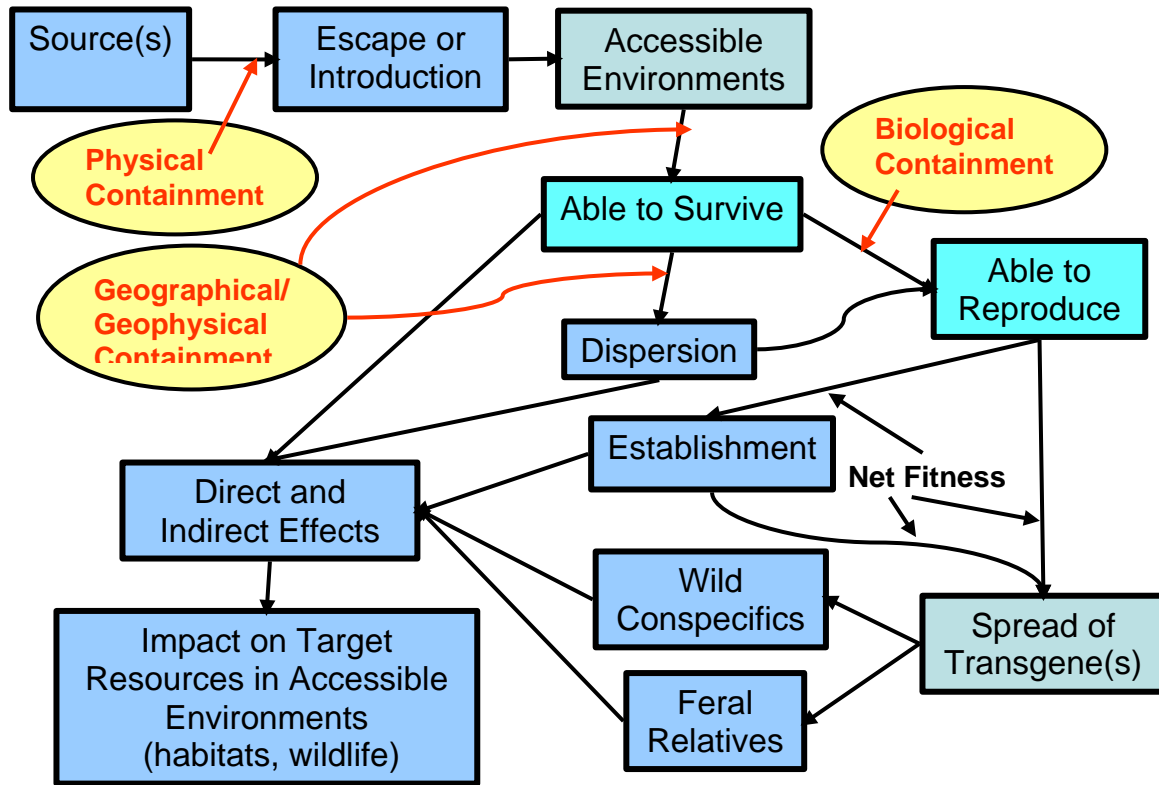 Source(s)
Escape or
Introduction
Accessible
Environments
Physical
Containment
Biological
Containment
Able to Survive
Geographical/
Geophysical
Containment
Able to
Reproduce
Dispersion
Establishment
Net Fitness
Direct and
Indirect Effects
Wild
Conspecifics
Spread of
Transgene(s)
Impact on Target
Resources in Accessible
Environments
(habitats, wildlife)
Feral
Relatives